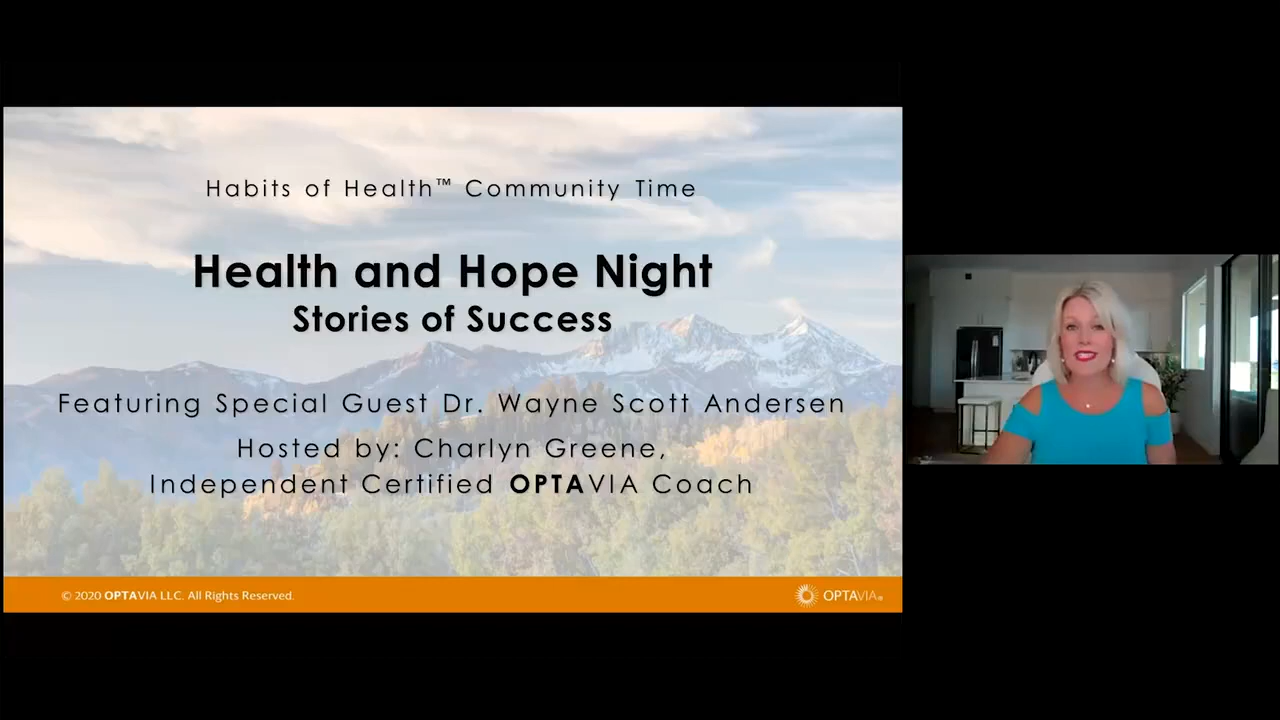 Habits of Health™ Community Time
Health and Hope Night
Stories of Success
Featuring Special Guest Dr. Wayne Scott Andersen
Hosted by: Charlyn Greene,
Independent Certified OPTAVIA Coach
© 2020 OPTAVIA LLC. All Rights Reserved.
OPTAVIA®